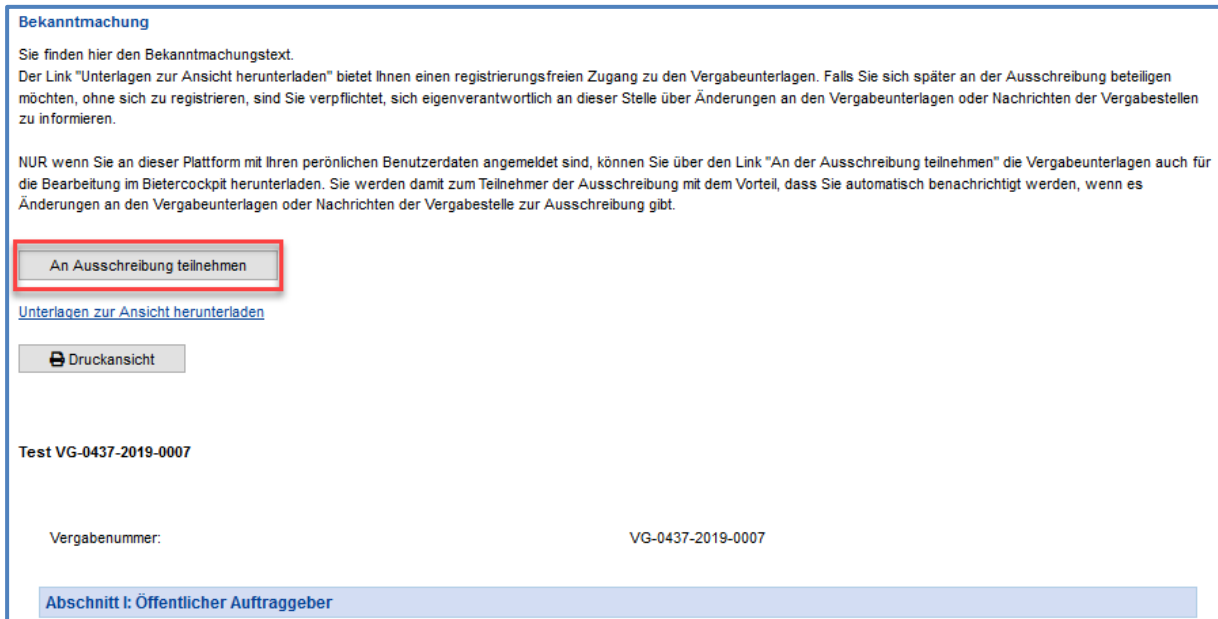 Bekanntmachung
Sie finden hier den Bekanntmachungstext.
Der Link "Unterlagen zur Ansicht herunterladen" bietet Ihnen einen registrierungsfreien Zugang zu den Vergabeunterlagen. Falls Sie sich später an der Ausschreibung beteiligen
möchten, ohne sich zu registrieren, sind Sie verpflichtet, sich eigenverantwortlich an dieser Stelle über Änderungen an den Vergabeunterlagen oder Nachrichten der Vergabestellen
zu informieren.
NUR wenn Sie an dieser Plattform mit Ihren perönlichen Benutzerdaten angemeldet sind, können Sie über den Link "An der Ausschreibung teilnehmen" die Vergabeunterlagen auch für
die Bearbeitung im Bietercockpit herunterladen. Sie werden damit zum Teilnehmer der Ausschreibung mit dem Vorteil, dass Sie automatisch benachrichtigt werden, wenn es
Änderungen an den Vergabeunterlagen oder Nachrichten der Vergabestelle zur Ausschreibung gibt.
An Ausschreibung teilnehmen
Unterlagen zur Ansicht herunterladen
Druckansicht
Test VG-0437-2019-0007
Vergabenummer: VG-0437-2019-0007
Abschnitt I: Öffentlicher Auftraggeber